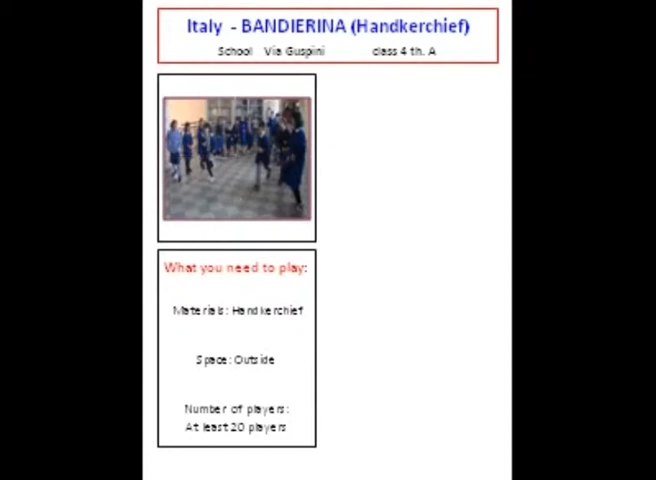 Italy - BANDIERINA (Handkerchief)
School Via Guspini class 4 th. A
What you need to play:
Materials: Handkerchief
Space: Outside
Number of players:
At least 20 players